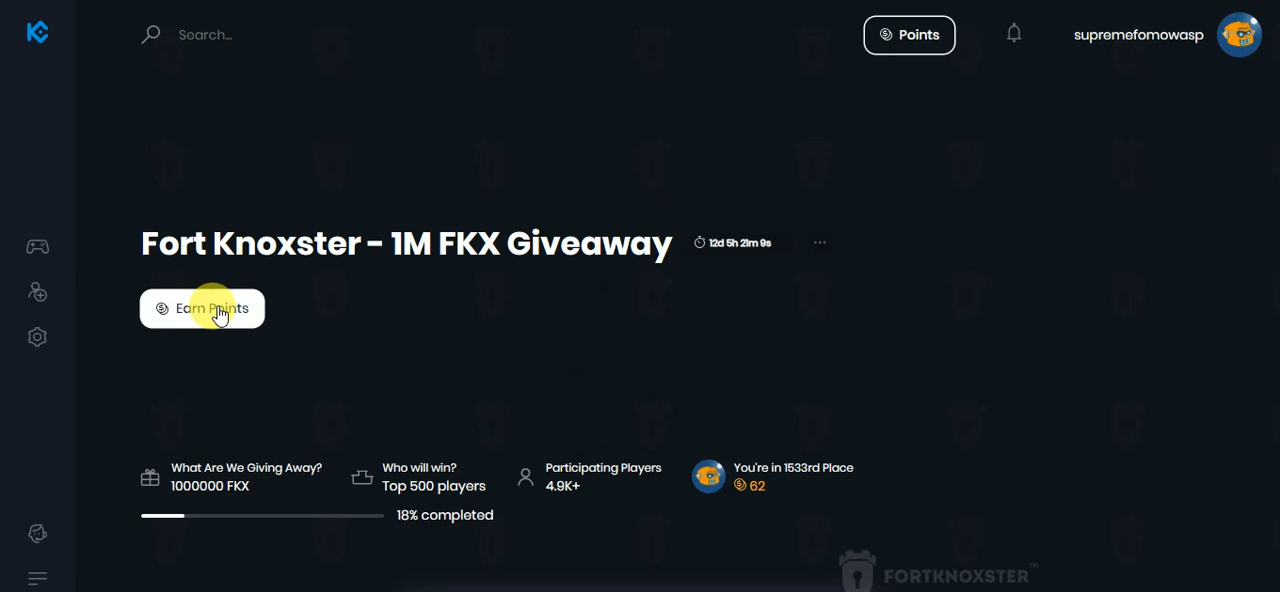 Search...
Points
supremefomowasp
Fort Knoxster - 1M FKX Giveaway
12d 5h 21m 9s
Earn Points
What Are We Giving Away?
1000000 FKX
Who will win?
Top 500 players
Participating Players
4.9K+
You're in 1533rd Place
62
18% completed
FORTKNOXSTER™